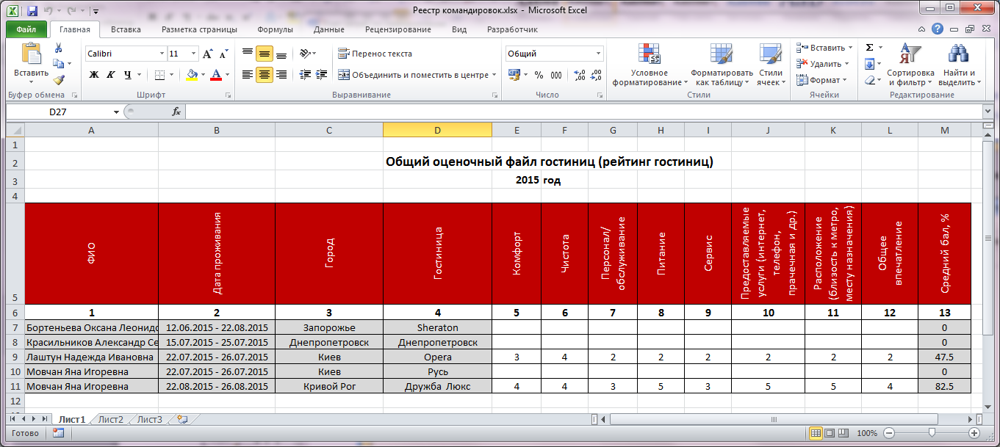 Реестр командировок.xlsx - Microsoft Excel
Файл Главная Вставка Разметка страницы Формулы Данные Рецензирование Вид Разработчик
Вставить
Буфер обмена
Calibri 11
Ж К Ч
Шрифт
Перенос текста
Объединить и поместить в центре
Выравнивание
Общий
% 000
Число
Условное форматирование
Форматировать как таблицу
Стили ячеек
Стили
Вставить
Удалить
Формат
Ячейки
Σ
Сортировка и фильтр
Найти и выделить
Редактирование
D27 fx
A B C D E F G H I J K L M
1
2 Общий оценочный файл гостиниц (рейтинг гостиниц)
3 2015 год
4
5 ФИО Дата проживания Город Гостиница Комфорт Чистота Персонал/ обслуживание Питание Сервис Предоставляемые услуги (интернет, телефон, прачечная и др.) Расположение (близость к метро, месту назначения) Общее впечатление Средний бал, %
6 1 2 3 4 5 6 7 8 9 10 11 12 13
7 Бортеньева Оксана Леонидо 12.06.2015 - 22.08.2015 Запорожье Sheraton 0
8 Красильников Александр Се 15.07.2015 - 25.07.2015 Днепропетровск Днепропетровск 0
9 Лаштун Надежда Ивановна 22.07.2015 - 26.07.2015 Киев Opera 3 4 2 2 2 2 2 2 47.5
10 Мовчан Яна Игоревна 22.07.2015 - 26.07.2015 Киев Русь 0
11 Мовчан Яна Игоревна 22.08.2015 - 26.08.2015 Кривой Рог Дружба Люкс 4 4 3 5 3 5 5 4 82.5
12
Лист1 Лист2 Лист3
Готово 100%